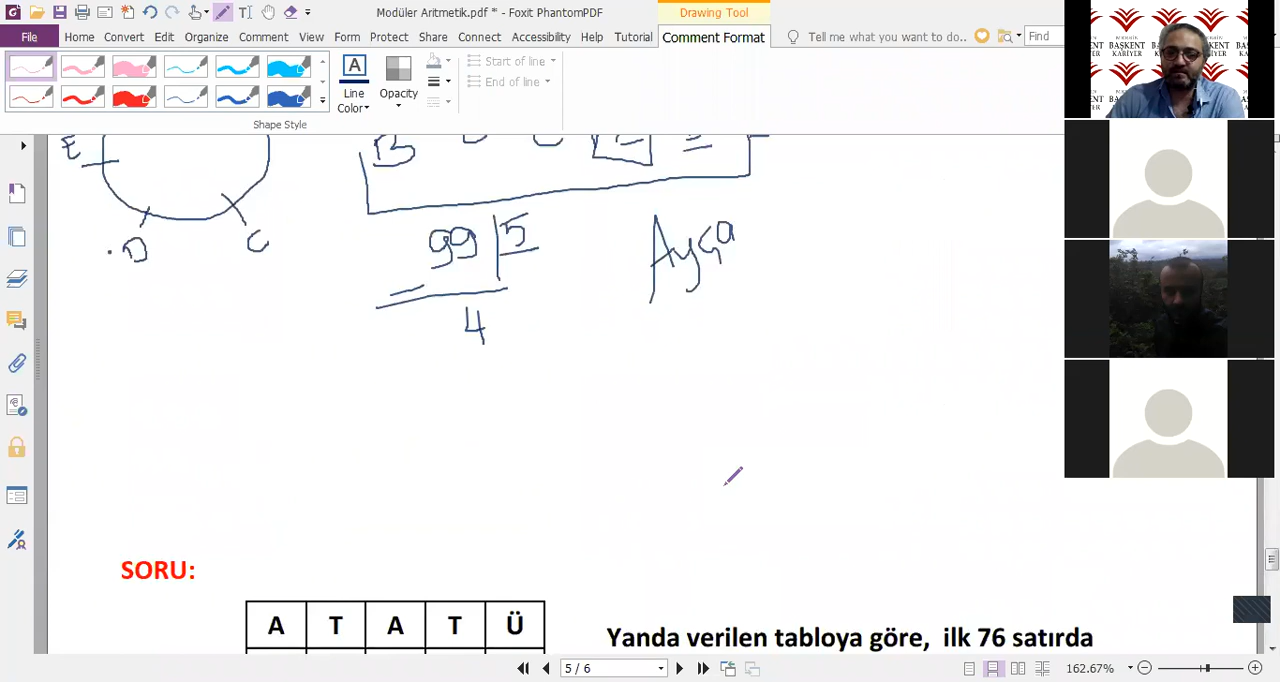 Modüler Aritmetik.pdf * - Foxit PhantomPDF
Drawing Tool
File
Home
Convert
Edit
Organize
Comment
View
Form
Protect
Share
Connect
Accessibility
Help
Tutorial
Comment Format
Tell me what you want to do..
Find
Line Color
Opacity
Start of line
End of line
Shape Style
BAŞKENT KARİYER
E
B
D
C
99 5
4
Ayça
SORU:
A T A T Ü
Yanda verilen tabloya göre, ilk 76 satırda
5 / 6
162.67%